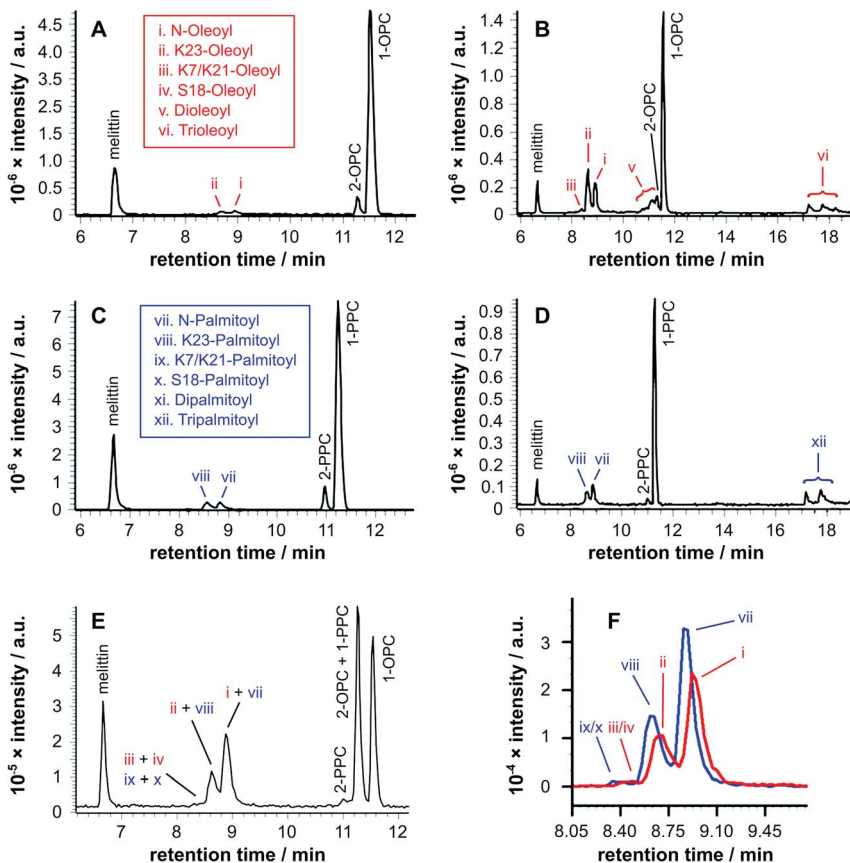 A
10⁻⁶ × intensity / a.u.
4.5
4.0
3.5
3.0
2.5
2.0
1.5
1.0
0.5
0
i. N-Oleoyl
ii. K23-Oleoyl
iii. K7/K21-Oleoyl
iv. S18-Oleoyl
v. Dioleoyl
vi. Trioleoyl
melittin
ii
i
2-OPC
1-OPC
6 7 8 9 10 11 12
retention time / min
B
10⁻⁶ × intensity / a.u.
1.4
1.2
1.0
0.8
0.6
0.4
0.2
0
melittin
iii
ii
i
v
2-OPC
1-OPC
vi
6 8 10 12 14 16 18
retention time / min
C
10⁻⁶ × intensity / a.u.
7
6
5
4
3
2
1
0
vii. N-Palmitoyl
viii. K23-Palmitoyl
ix. K7/K21-Palmitoyl
x. S18-Palmitoyl
xi. Dipalmitoyl
xii. Tripalmitoyl
melittin
viii
vii
2-PPC
1-PPC
6 7 8 9 10 11 12
retention time / min
D
10⁻⁶ × intensity / a.u.
0.9
0.8
0.7
0.6
0.5
0.4
0.3
0.2
0.1
0
melittin
viii
vii
2-PPC
1-PPC
xii
6 8 10 12 14 16 18
retention time / min
E
10⁻⁵ × intensity / a.u.
5
4
3
2
1
0
melittin
iii + iv
ix + x
ii + viii
i + vii
2-PPC
2-OPC + 1-PPC
1-OPC
7 8 9 10 11 12
retention time / min
F
10⁻⁴ × intensity / a.u.
3
2
1
0
ix/x
iii/iv
viii
ii
vii
i
8.05 8.40 8.75 9.10 9.45
retention time / min